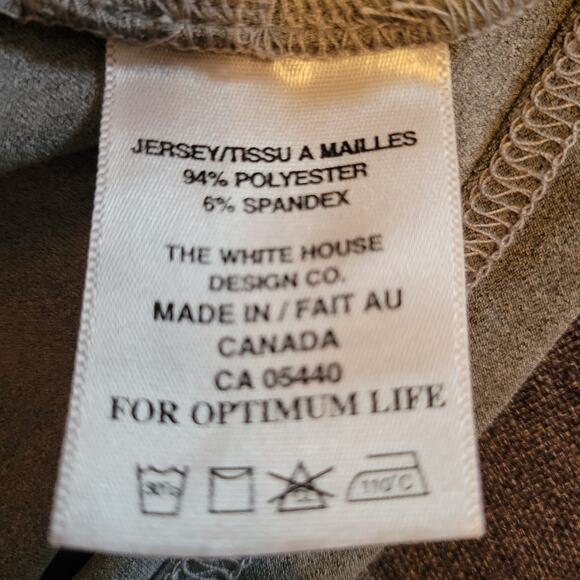 JERSEY/TISSU A MAILLES
94% POLYESTER
6% SPANDEX
THE WHITE HOUSE
DESIGN CO.
MADE IN / FAIT AU
CANADA
CA 05440
FOR OPTIMUM LIFE
110°C